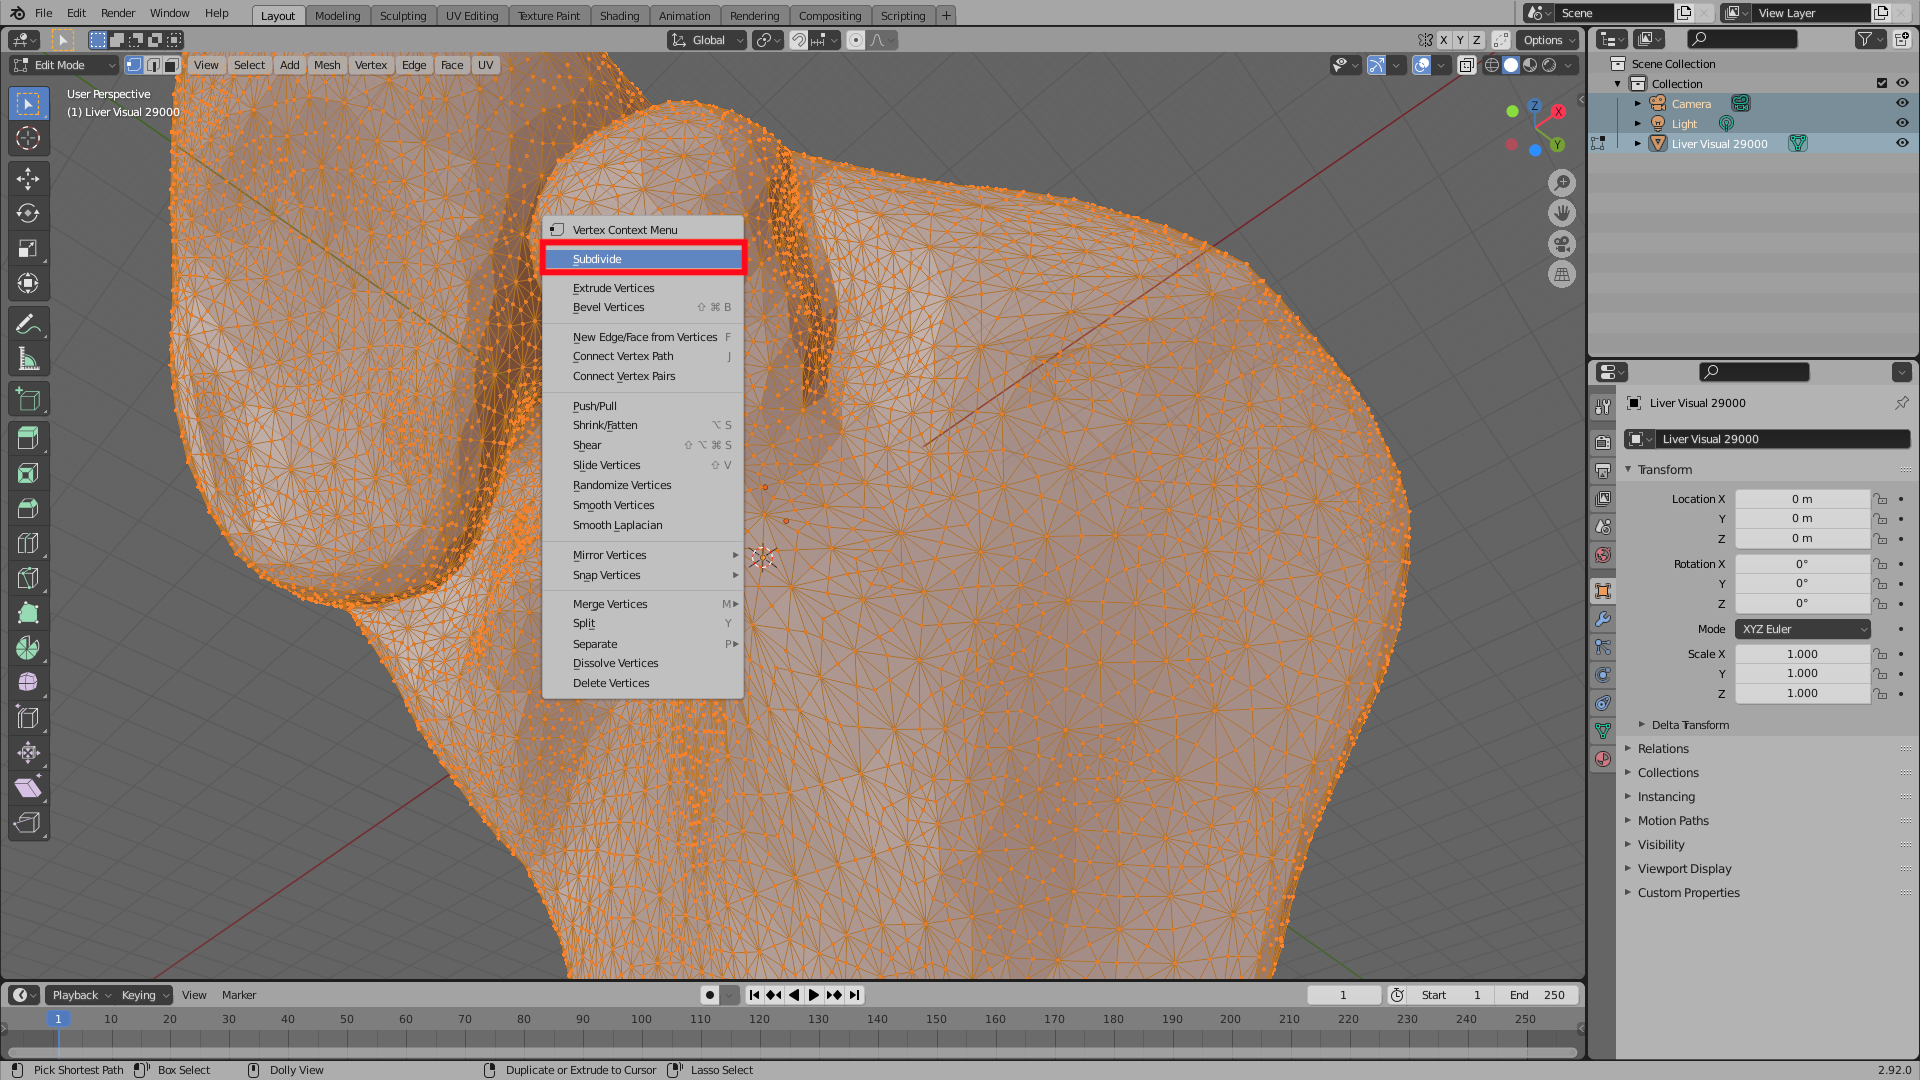 File Edit Render Window Help Layout Modeling Sculpting UV Editing Texture Paint Shading Animation Rendering Compositing Scripting + Scene View Layer
Global X Y Z Options
Edit Mode View Select Add Mesh Vertex Edge Face UV
User Perspective
(1) Liver Visual 29000
Z X Y
Vertex Context Menu
Subdivide
Extrude Vertices
Bevel Vertices ⇧ ⌘ B
New Edge/Face from Vertices F
Connect Vertex Path J
Connect Vertex Pairs
Push/Pull
Shrink/Fatten ⌥ S
Shear ⇧ ⌥ ⌘ S
Slide Vertices ⇧ V
Randomize Vertices
Smooth Vertices
Smooth Laplacian
Mirror Vertices
Snap Vertices
Merge Vertices M
Split Y
Separate P
Dissolve Vertices
Delete Vertices
Scene Collection
Collection
Camera
Light
Liver Visual 29000
Liver Visual 29000
Liver Visual 29000
Transform
Location X 0 m
Y 0 m
Z 0 m
Rotation X 0°
Y 0°
Z 0°
Mode XYZ Euler
Scale X 1.000
Y 1.000
Z 1.000
Delta Transform
Relations
Collections
Instancing
Motion Paths
Visibility
Viewport Display
Custom Properties
Playback Keying View Marker 1 Start 1 End 250
1 10 20 30 40 50 60 70 80 90 100 110 120 130 140 150 160 170 180 190 200 210 220 230 240 250
Pick Shortest Path Box Select Dolly View Duplicate or Extrude to Cursor Lasso Select 2.92.0